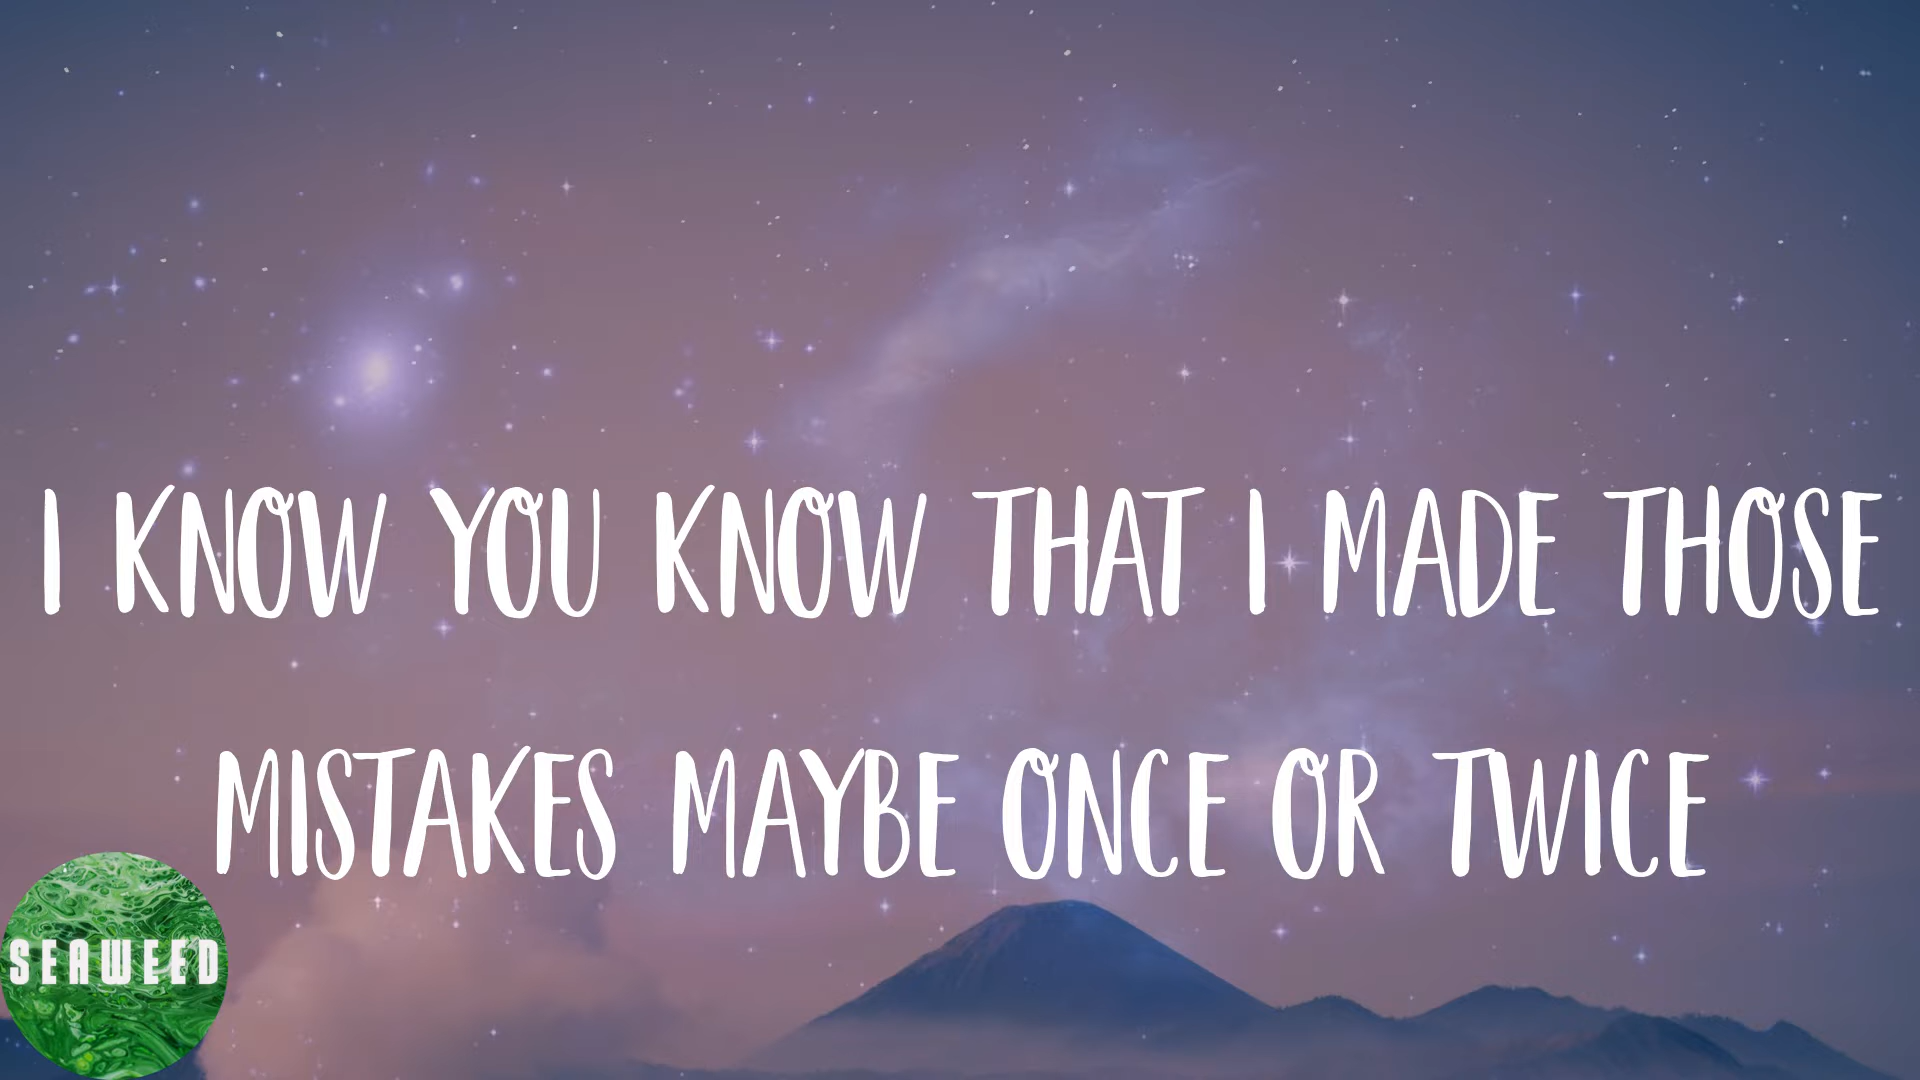 I KNOW YOU KNOW THAT I MADE THOSE
MISTAKES MAYBE ONCE OR TWICE
SEAWEED